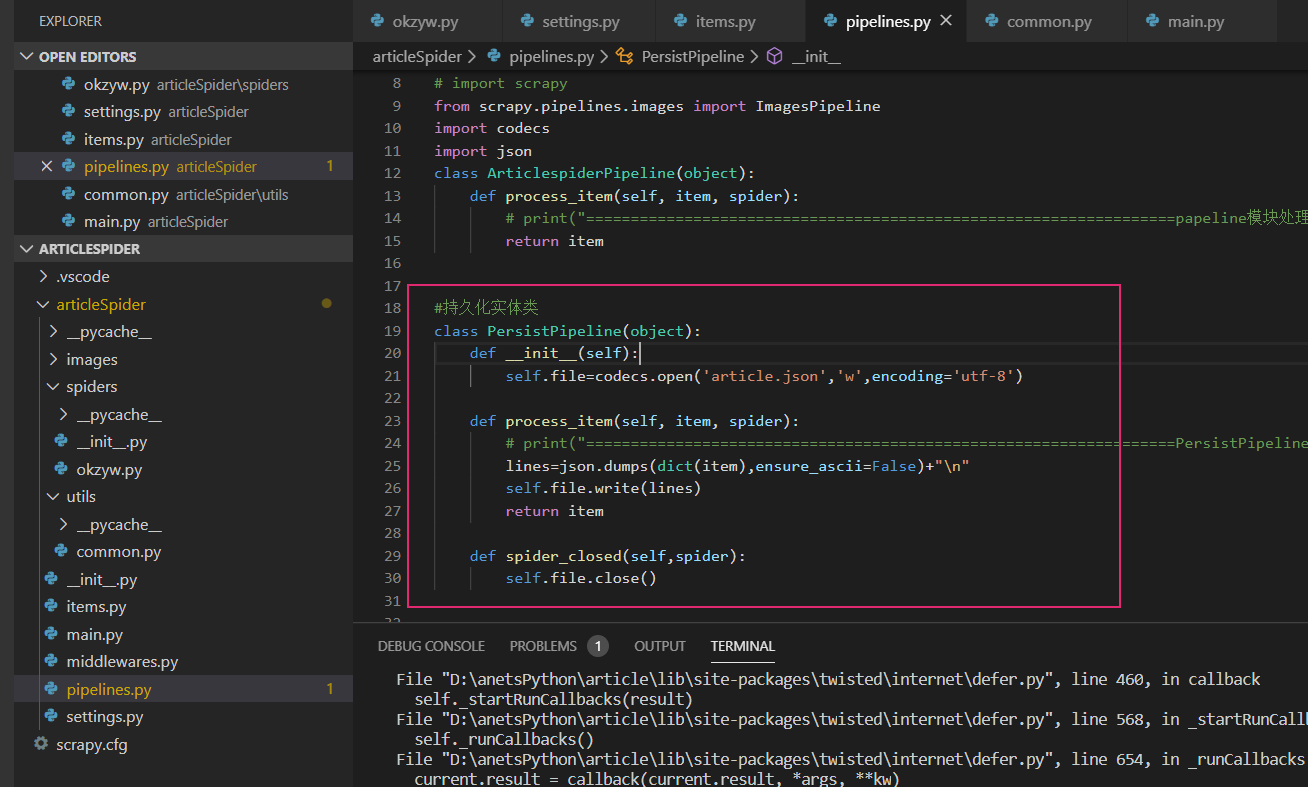 EXPLORER
OPEN EDITORS
okzyw.py articleSpider\spiders
settings.py articleSpider
items.py articleSpider
pipelines.py articleSpider 1
common.py articleSpider\utils
main.py articleSpider
ARTICLESPIDER
.vscode
articleSpider
__pycache__
images
spiders
__pycache__
__init__.py
okzyw.py
utils
__pycache__
common.py
__init__.py
items.py
main.py
middlewares.py
pipelines.py 1
settings.py
scrapy.cfg
okzyw.py settings.py items.py pipelines.py common.py main.py
articleSpider > pipelines.py > PersistPipeline > __init__
8 # import scrapy
9 from scrapy.pipelines.images import ImagesPipeline
10 import codecs
11 import json
12 class ArticlespiderPipeline(object):
13 def process_item(self, item, spider):
14 # print("==================================================================papeline模块处理
15 return item
16
17
18 #持久化实体类
19 class PersistPipeline(object):
20 def __init__(self):
21 self.file=codecs.open('article.json','w',encoding='utf-8')
22
23 def process_item(self, item, spider):
24 # print("==================================================================PersistPipeline
25 lines=json.dumps(dict(item),ensure_ascii=False)+"\n"
26 self.file.write(lines)
27 return item
28
29 def spider_closed(self,spider):
30 self.file.close()
31
DEBUG CONSOLE PROBLEMS 1 OUTPUT TERMINAL
File "D:\anetsPython\article\lib\site-packages\twisted\internet\defer.py", line 460, in callback
self._startRunCallbacks(result)
File "D:\anetsPython\article\lib\site-packages\twisted\internet\defer.py", line 568, in _startRunCall
self._runCallbacks()
File "D:\anetsPython\article\lib\site-packages\twisted\internet\defer.py", line 654, in _runCallbacks
current.result = callback(current.result, *args, **kw)